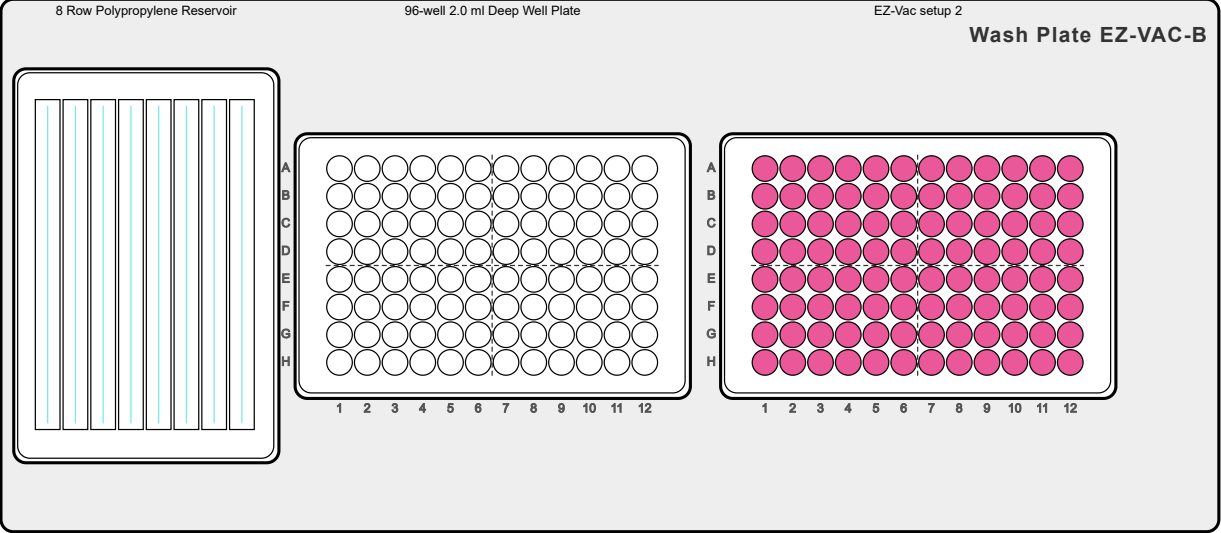 8 Row Polypropylene Reservoir
96-well 2.0 ml Deep Well Plate
EZ-Vac setup 2
Wash Plate EZ-VAC-B
A
B
C
D
E
F
G
H
1 2 3 4 5 6 7 8 9 10 11 12
A
B
C
D
E
F
G
H
1 2 3 4 5 6 7 8 9 10 11 12